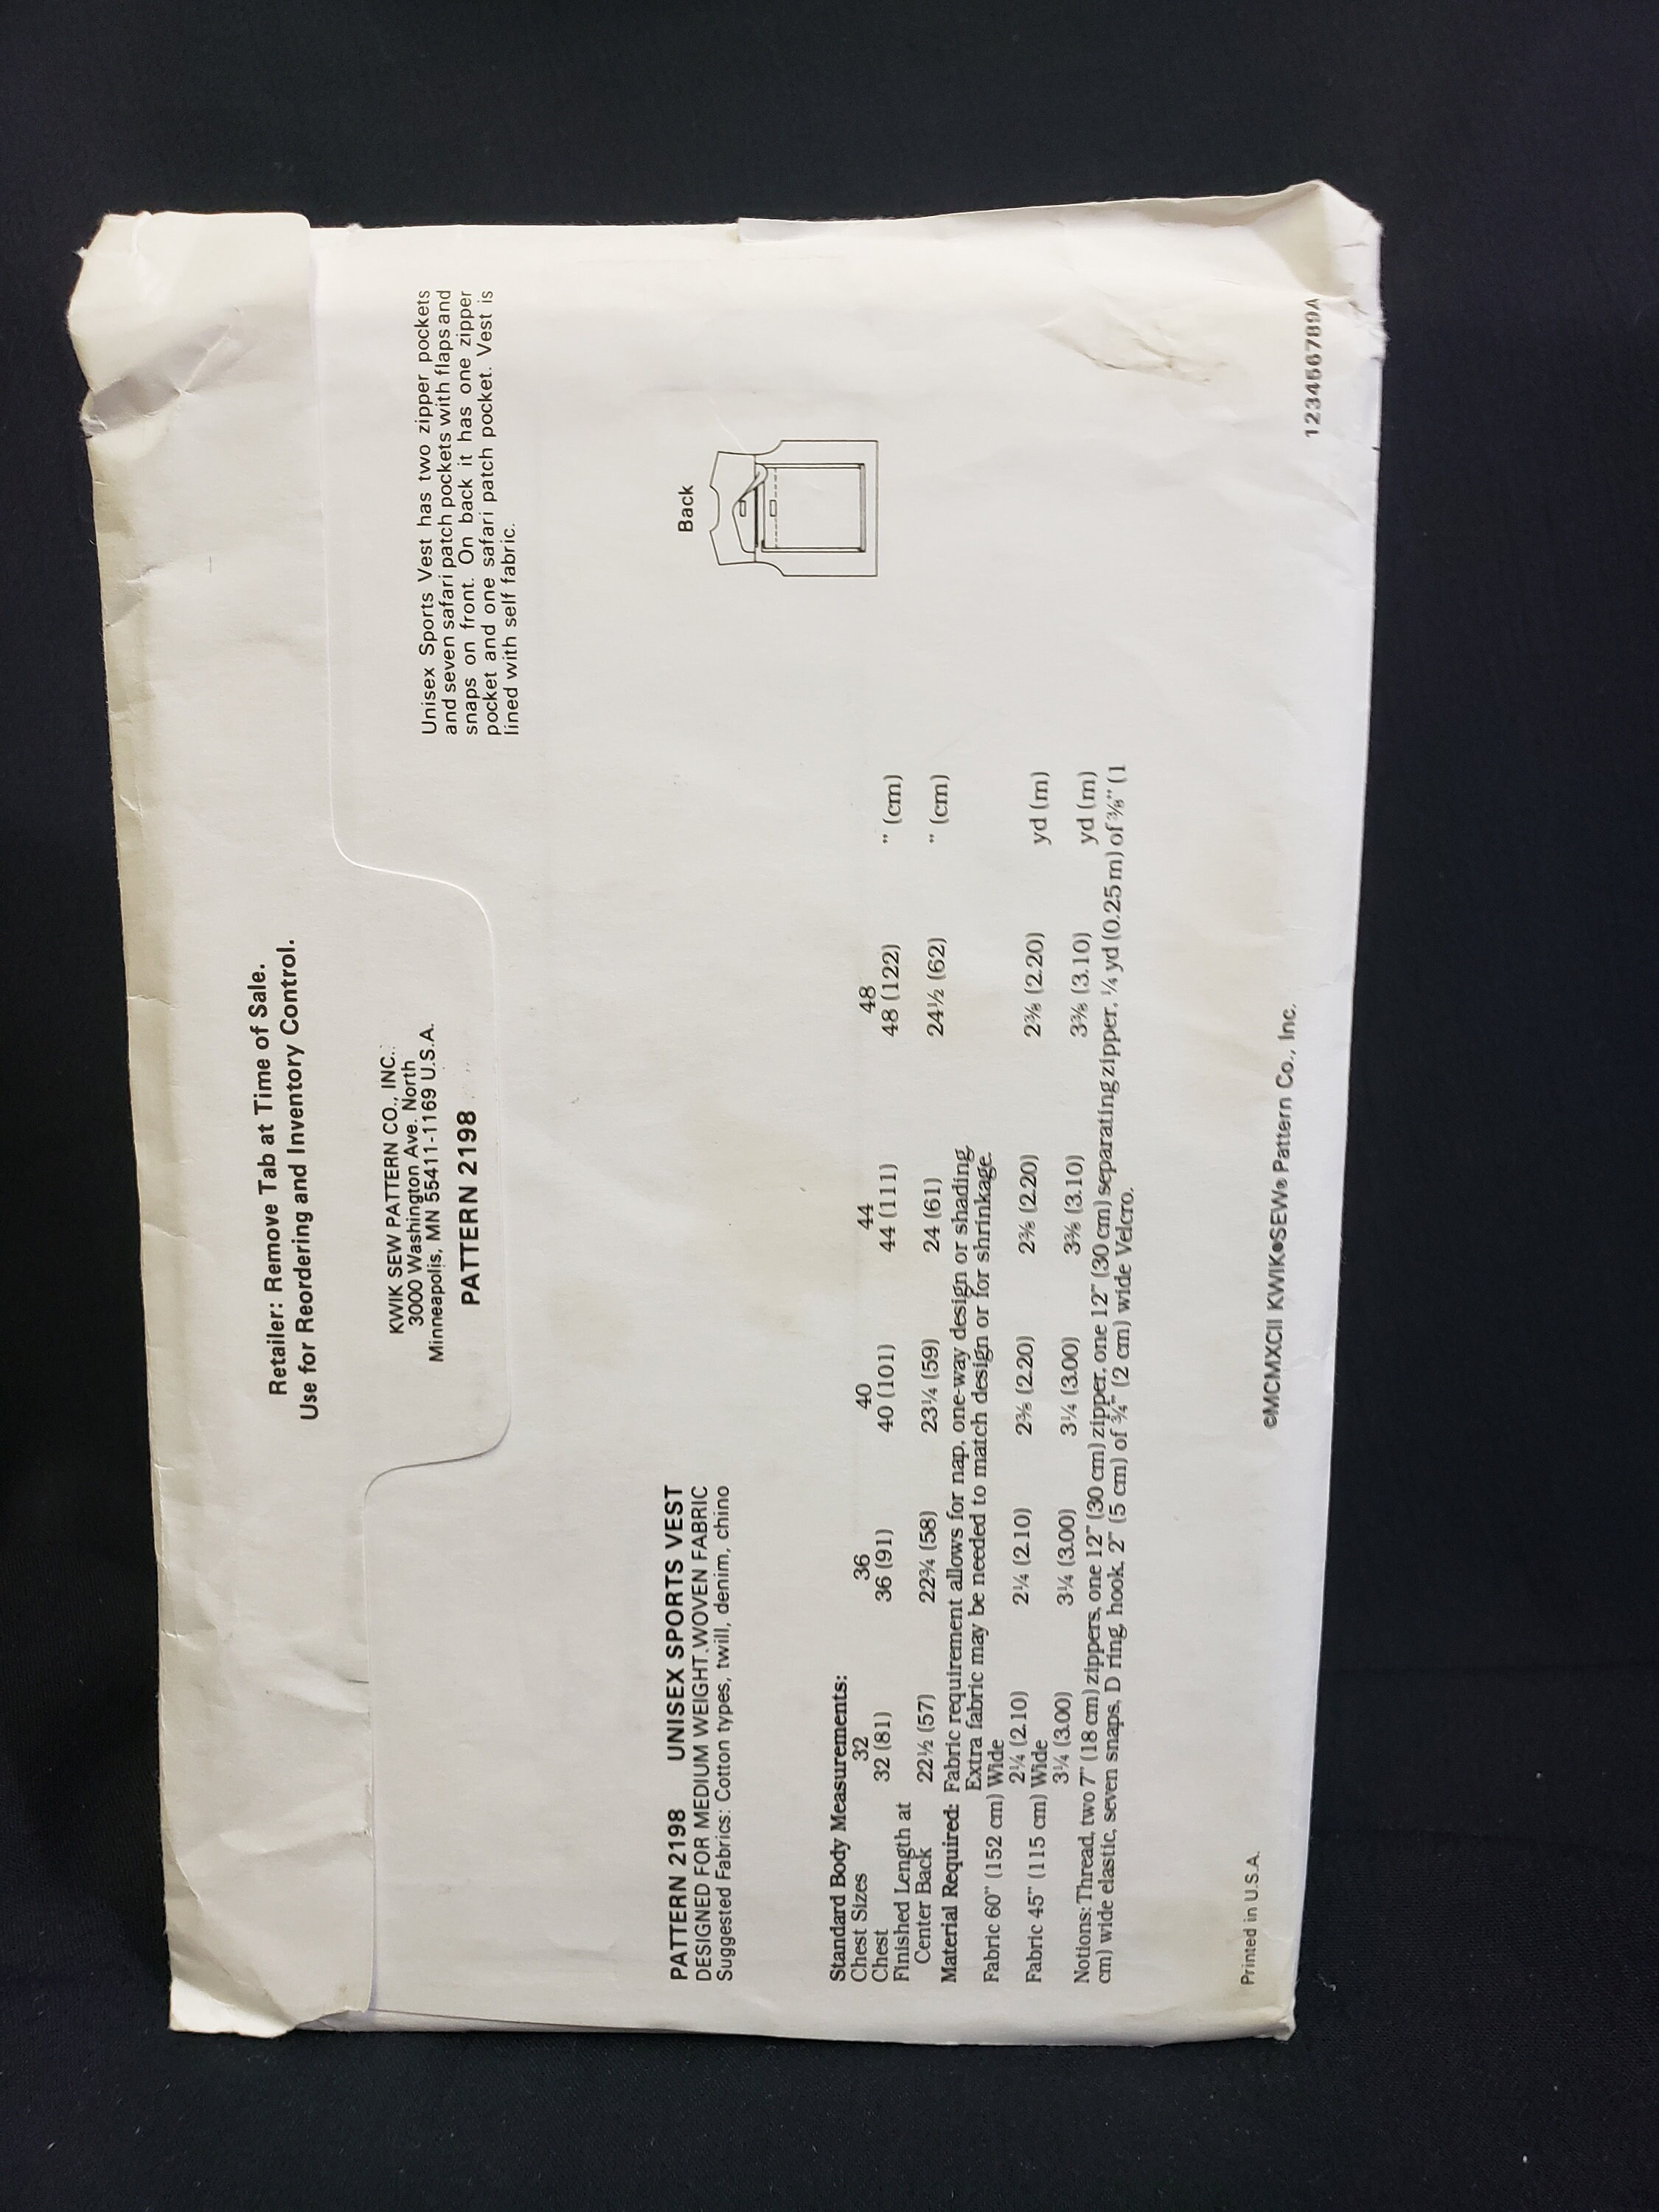 Retailer: Remove Tab at Time of Sale.
Use for Reordering and Inventory Control.
KWIK SEW PATTERN CO., INC.
3000 Washington Ave. North
Minneapolis, MN 55411-1169 U.S.A.
PATTERN 2198
Unisex Sports Vest has two zipper pockets
and seven safari patch pockets with flaps and
snaps on front. On back it has one zipper
pocket and one safari patch pocket. Vest is
lined with self fabric.
PATTERN 2198 UNISEX SPORTS VEST
DESIGNED FOR MEDIUM WEIGHT WOVEN FABRIC
Suggested Fabrics: Cotton types, twill, denim, chino
Back
Standard Body Measurements:
Chest Sizes 32 36 40 44 48
Chest 32 (81) 36 (91) 40 (101) 44 (111) 48 (122) " (cm)
Finished Length at
Center Back 22½ (57) 22¾ (58) 23¼ (59) 24 (61) 24½ (62) " (cm)
Material Required: Fabric requirement allows for nap, one-way design or shading.
Extra fabric may be needed to match design or for shrinkage.
Fabric 60" (152 cm) Wide
2¼ (2.10) 2¼ (2.10) 2⅜ (2.20) 2⅜ (2.20) 2⅜ (2.20) yd (m)
Fabric 45" (115 cm) Wide
3¼ (3.00) 3¼ (3.00) 3¼ (3.00) 3⅜ (3.10) 3⅜ (3.10) yd (m)
Notions: Thread, two 7" (18 cm) zippers, one 12" (30 cm) zipper, one 12" (30 cm) separating zipper, ¼ yd (0.25 m) of ⅜" (1
cm) wide elastic, seven snaps, D ring, hook, 2" (5 cm) of ¾" (2 cm) wide Velcro.
Printed in U.S.A.
©MCMXCII KWIK•SEW® Pattern Co., Inc.
123456789A